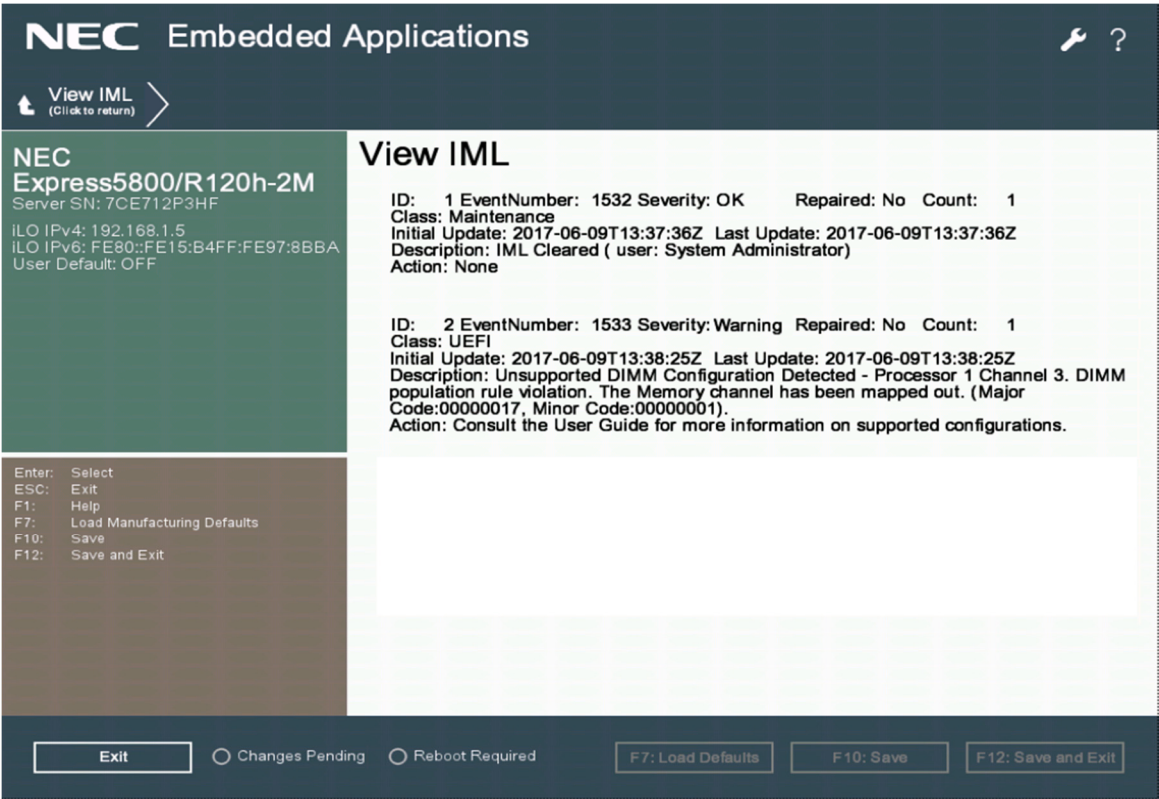 NEC Embedded Applications
?
View IML
(Click to return)
NEC
Express5800/R120h-2M
Server SN: 7CE712P3HF
iLO IPv4: 192.168.1.5
iLO IPv6: FE80::FE15:B4FF:FE97:8BBA
User Default: OFF
Enter: Select
ESC: Exit
F1: Help
F7: Load Manufacturing Defaults
F10: Save
F12: Save and Exit
View IML
ID: 1 EventNumber: 1532 Severity: OK Repaired: No Count: 1
Class: Maintenance
Initial Update: 2017-06-09T13:37:36Z Last Update: 2017-06-09T13:37:36Z
Description: IML Cleared ( user: System Administrator)
Action: None
ID: 2 EventNumber: 1533 Severity: Warning Repaired: No Count: 1
Class: UEFI
Initial Update: 2017-06-09T13:38:25Z Last Update: 2017-06-09T13:38:25Z
Description: Unsupported DIMM Configuration Detected - Processor 1 Channel 3. DIMM
population rule violation. The Memory channel has been mapped out. (Major
Code:00000017, Minor Code:00000001).
Action: Consult the User Guide for more information on supported configurations.
Exit
Changes Pending
Reboot Required
F7: Load Defaults
F10: Save
F12: Save and Exit